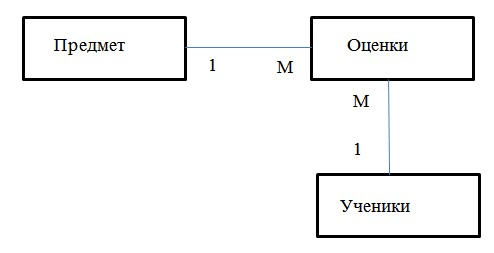 Предмет
Оценки
1
М
М
1
Ученики